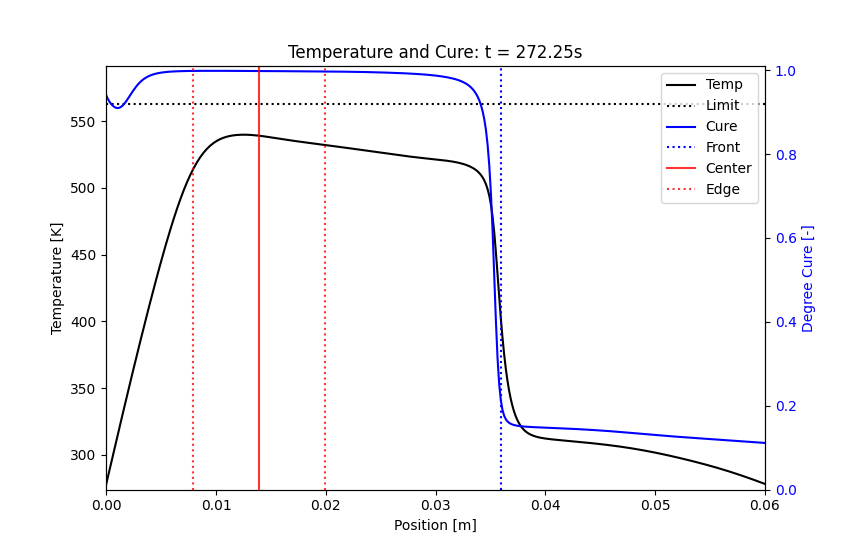 Temperature and Cure: t = 272.25s
Temperature [K]
550
500
450
400
350
300
1.0
0.8
0.6
0.4
0.2
0.0
Degree Cure [-]
Temp
Limit
Cure
Front
Center
Edge
0.00 0.01 0.02 0.03 0.04 0.05 0.06
Position [m]